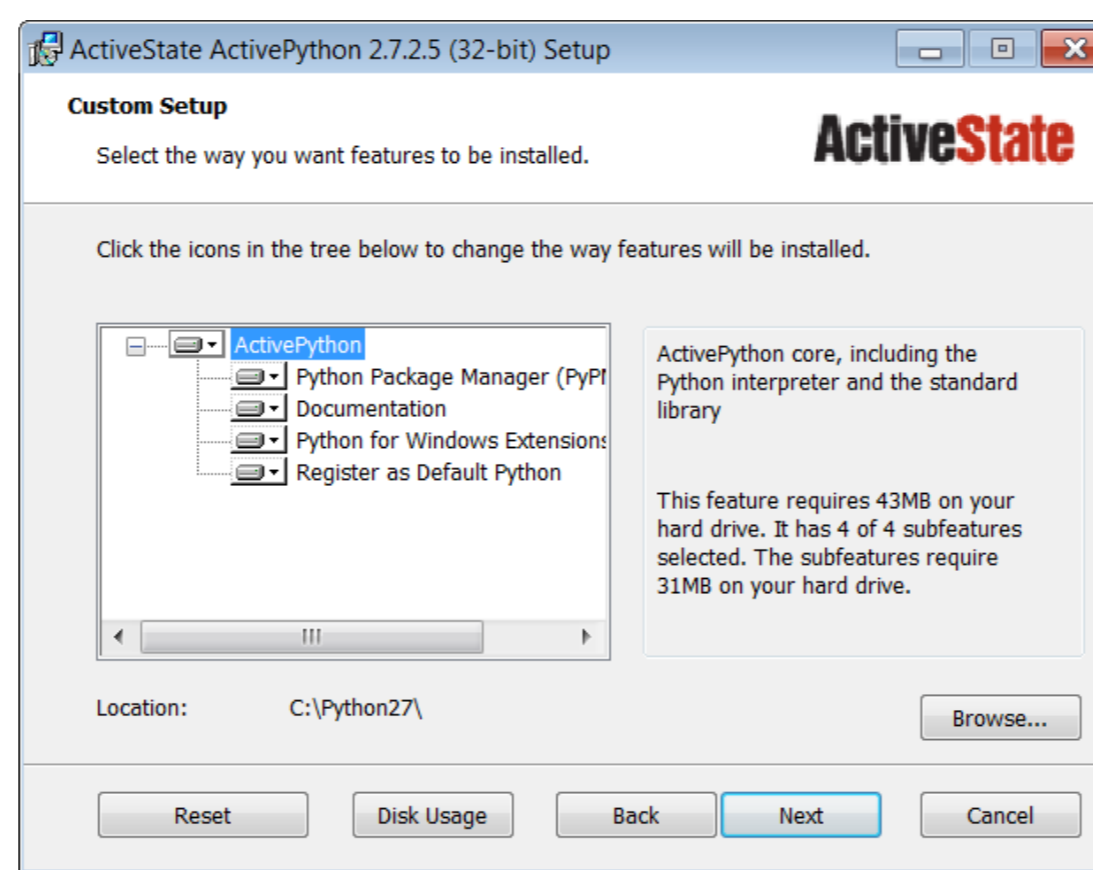 ActiveState ActivePython 2.7.2.5 (32-bit) Setup
Custom Setup
Select the way you want features to be installed.
ActiveState
Click the icons in the tree below to change the way features will be installed.
ActivePython
Python Package Manager (PyPM
Documentation
Python for Windows Extensions
Register as Default Python
ActivePython core, including the
Python interpreter and the standard
library
This feature requires 43MB on your
hard drive. It has 4 of 4 subfeatures
selected. The subfeatures require
31MB on your hard drive.
Location: C:\Python27\
Browse...
Reset Disk Usage Back Next Cancel